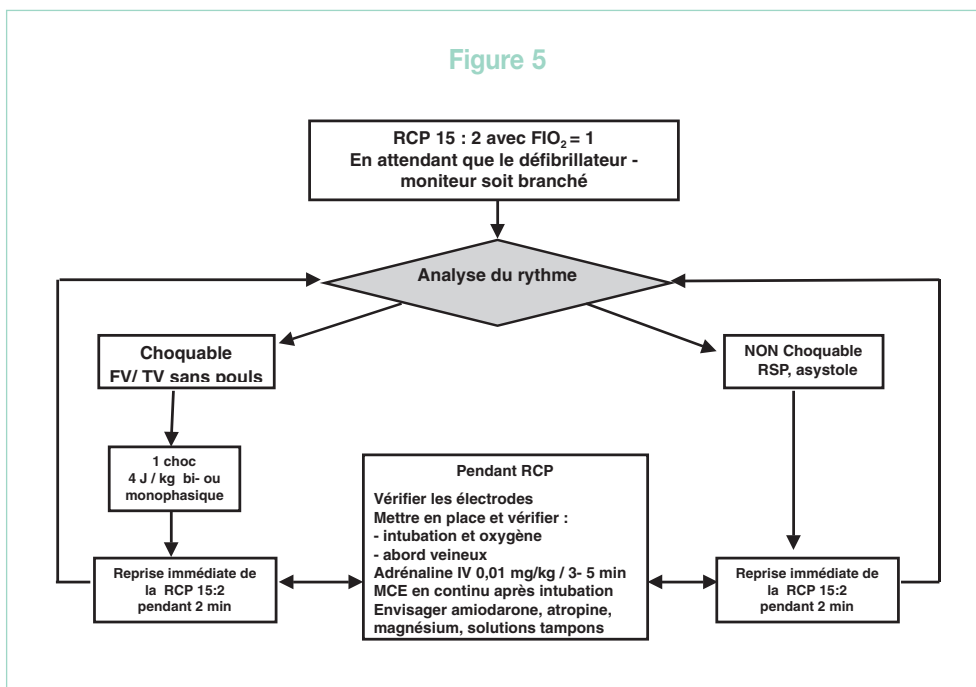 Figure 5
RCP 15 : 2 avec FIO₂ = 1
En attendant que le défibrillateur -
moniteur soit branché
Analyse du rythme
Choquable
FV/ TV sans pouls
NON Choquable
RSP, asystole
1 choc
4 J / kg bi- ou
monophasique
Pendant RCP
Vérifier les électrodes
Mettre en place et vérifier :
- intubation et oxygène
- abord veineux
Adrénaline IV 0,01 mg/kg / 3- 5 min
MCE en continu après intubation
Envisager amiodarone, atropine,
magnésium, solutions tampons
Reprise immédiate de
la RCP 15:2
pendant 2 min
Reprise immédiate de
la RCP 15:2
pendant 2 min